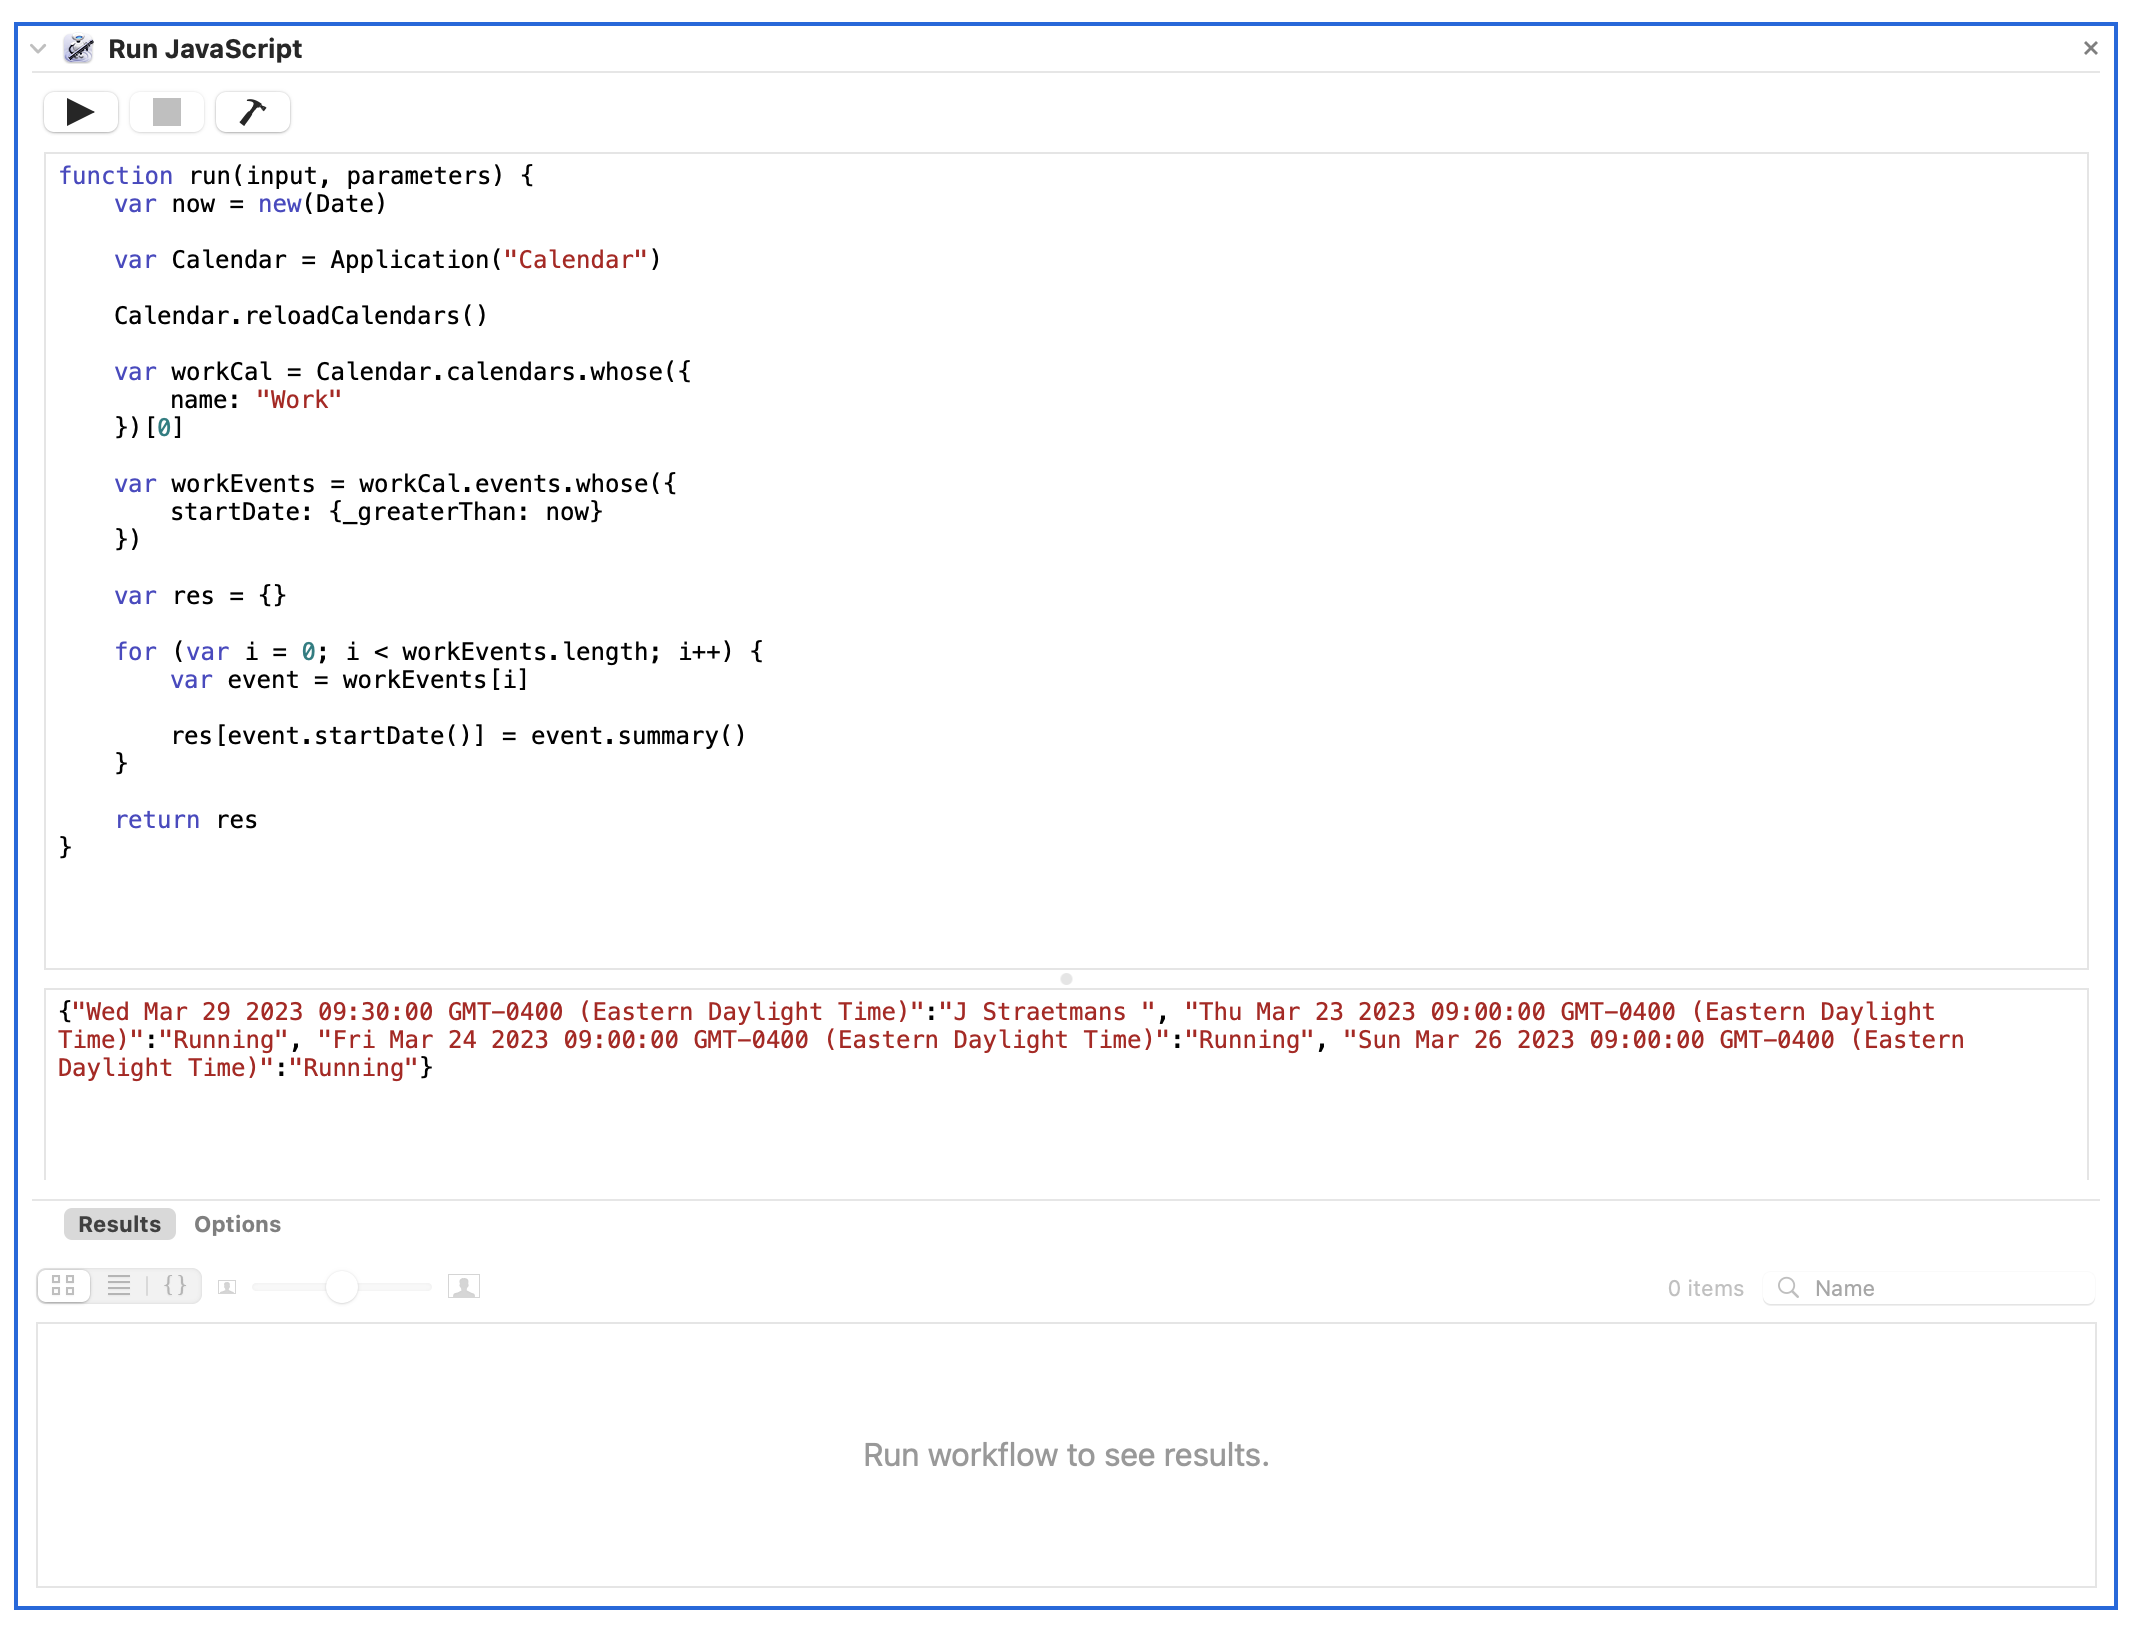 Run JavaScript
function run(input, parameters) {
    var now = new(Date)
    var Calendar = Application("Calendar")
    Calendar.reloadCalendars()
    var workCal = Calendar.calendars.whose({
        name: "Work"
    })[0]
    var workEvents = workCal.events.whose({
        startDate: {_greaterThan: now}
    })
    var res = {}
    for (var i = 0; i < workEvents.length; i++) {
        var event = workEvents[i]
        res[event.startDate()] = event.summary()
    }
    return res
}
{"Wed Mar 29 2023 09:30:00 GMT-0400 (Eastern Daylight Time)":"J Straetmans ", "Thu Mar 23 2023 09:00:00 GMT-0400 (Eastern Daylight
Time)":"Running", "Fri Mar 24 2023 09:00:00 GMT-0400 (Eastern Daylight Time)":"Running", "Sun Mar 26 2023 09:00:00 GMT-0400 (Eastern
Daylight Time)":"Running"}
Results Options
{} 0 items Name
Run workflow to see results.